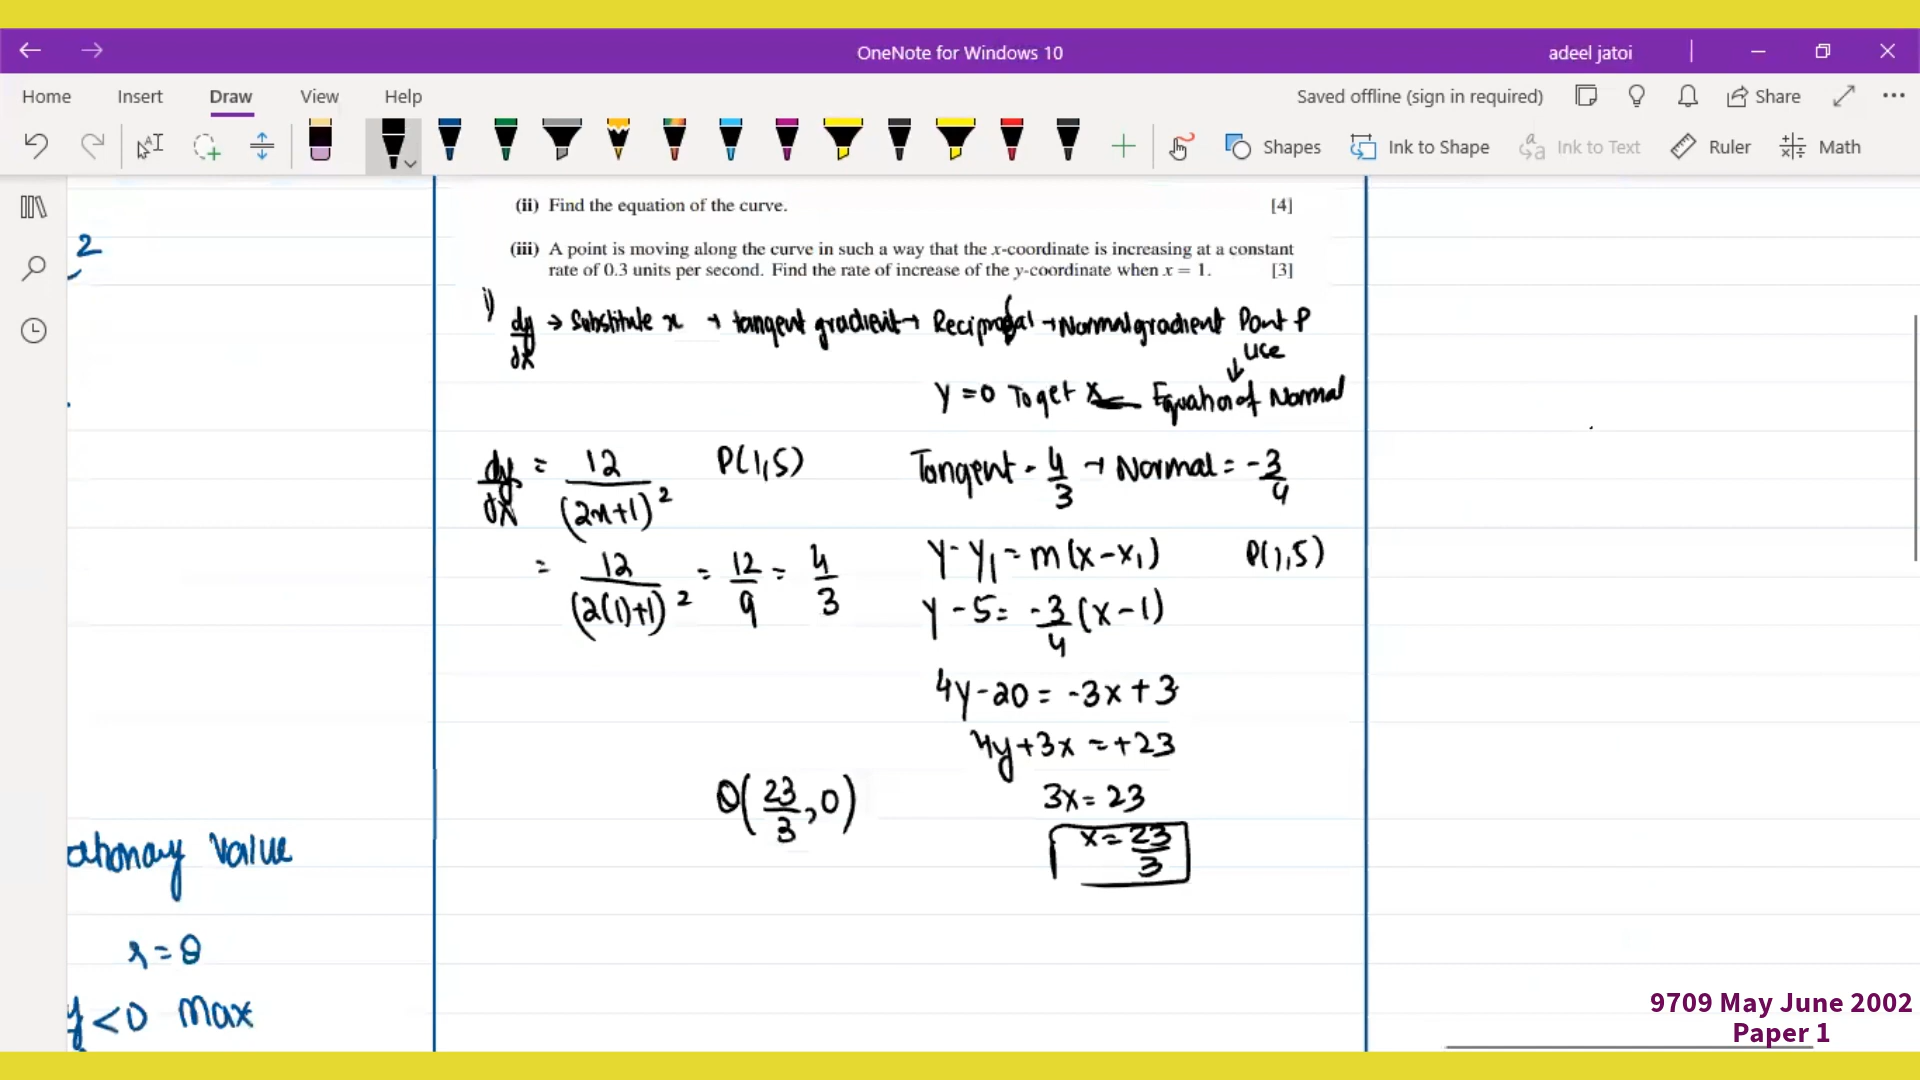 OneNote for Windows 10
adeel jatoi
Home Insert Draw View Help
Saved offline (sign in required)
Share
Shapes
Ink to Shape
Ink to Text
Ruler
Math
(ii) Find the equation of the curve. [4]
(iii) A point is moving along the curve in such a way that the x-coordinate is increasing at a constant
rate of 0.3 units per second. Find the rate of increase of the y-coordinate when x = 1. [3]
i) dy/dx → Substitute x → tangent gradient → Reciprocal → Normal gradient Point P
Use
↓
y = 0 To get x ← Equation of Normal
dy/dx = 12/(2x+1)^2 P(1,5)
= 12/(2(1)+1)^2 = 12/9 = 4/3
Tangent = 4/3 → Normal = -3/4
y - y1 = m(x - x1) P(1,5)
y - 5 = -3/4 (x - 1)
4y - 20 = -3x + 3
4y + 3x = +23
3x = 23
x = 23/3
Q(23/3, 0)
2
ationary value
r = 8
y < 0 Max
9709 May June 2002
Paper 1